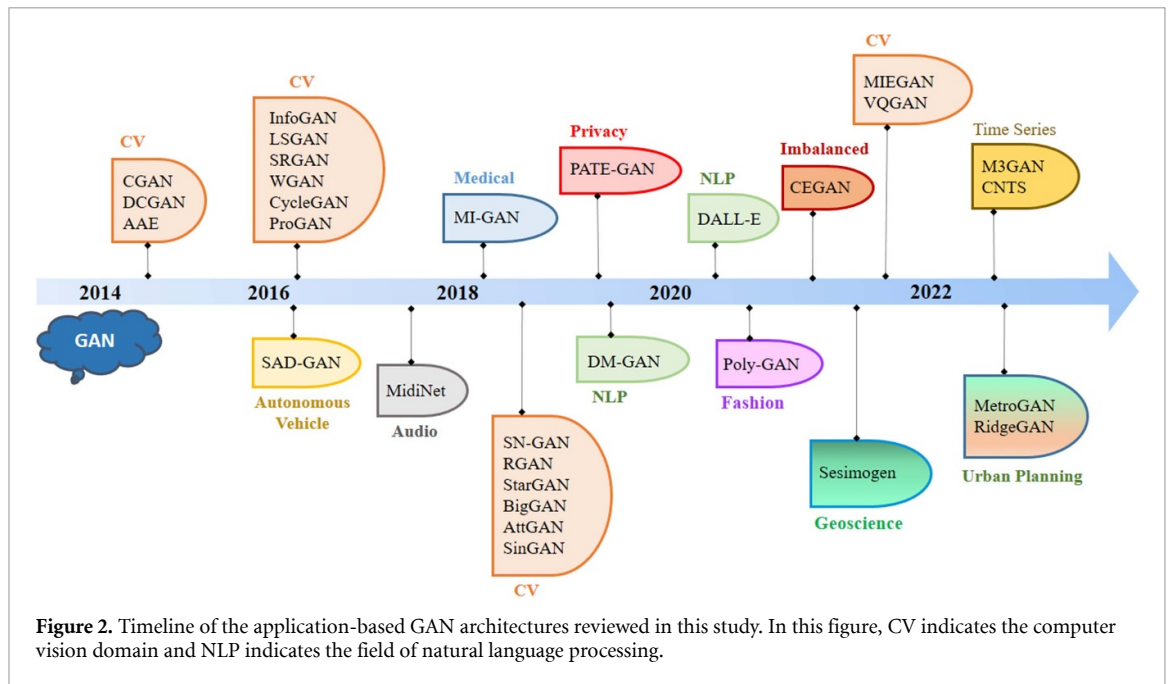 CV
MIEGAN
VQGAN
CV
InfoGAN
LSGAN
SRGAN
WGAN
CycleGAN
ProGAN
CV
CGAN
DCGAN
AAE
Medical
MI-GAN
Privacy
PATE-GAN
NLP
DALL-E
Imbalanced
CEGAN
Time Series
M3GAN
CNTS
2014 2016 2018 2020 2022
GAN
SAD-GAN
Autonomous
Vehicle
MidiNet
Audio
SN-GAN
RGAN
StarGAN
BigGAN
AttGAN
SinGAN
CV
DM-GAN
NLP
Poly-GAN
Fashion
Sesimogen
Geoscience
MetroGAN
RidgeGAN
Urban Planning
Figure 2. Timeline of the application-based GAN architectures reviewed in this study. In this figure, CV indicates the computer
vision domain and NLP indicates the field of natural language processing.